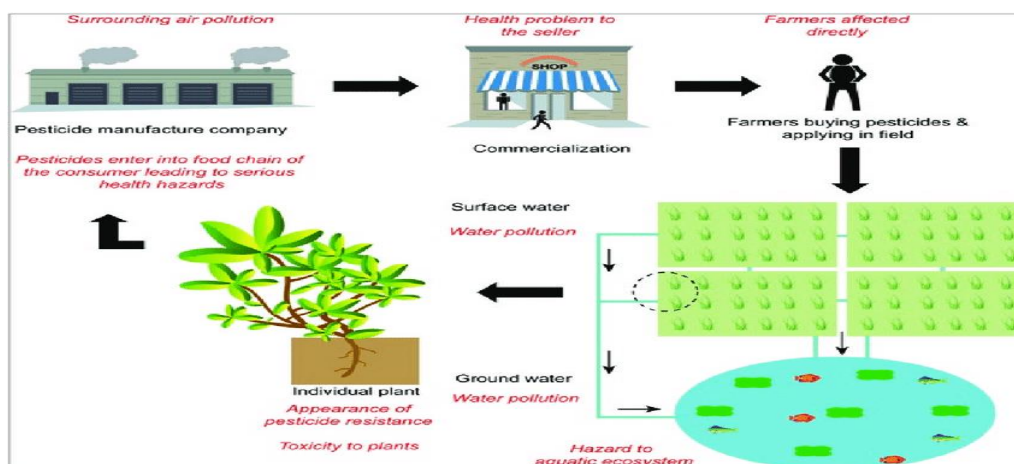 Surrounding air pollution
Health problem to
the seller
Farmers affected
directly
SHOP
Pesticide manufacture company
Commercialization
Farmers buying pesticides &
applying in field
Pesticides enter into food chain of
the consumer leading to serious
health hazards
Surface water
Water pollution
Individual plant
Appearance of
pesticide resistance
Toxicity to plants
Ground water
Water pollution
Hazard to
aquatic ecosystem